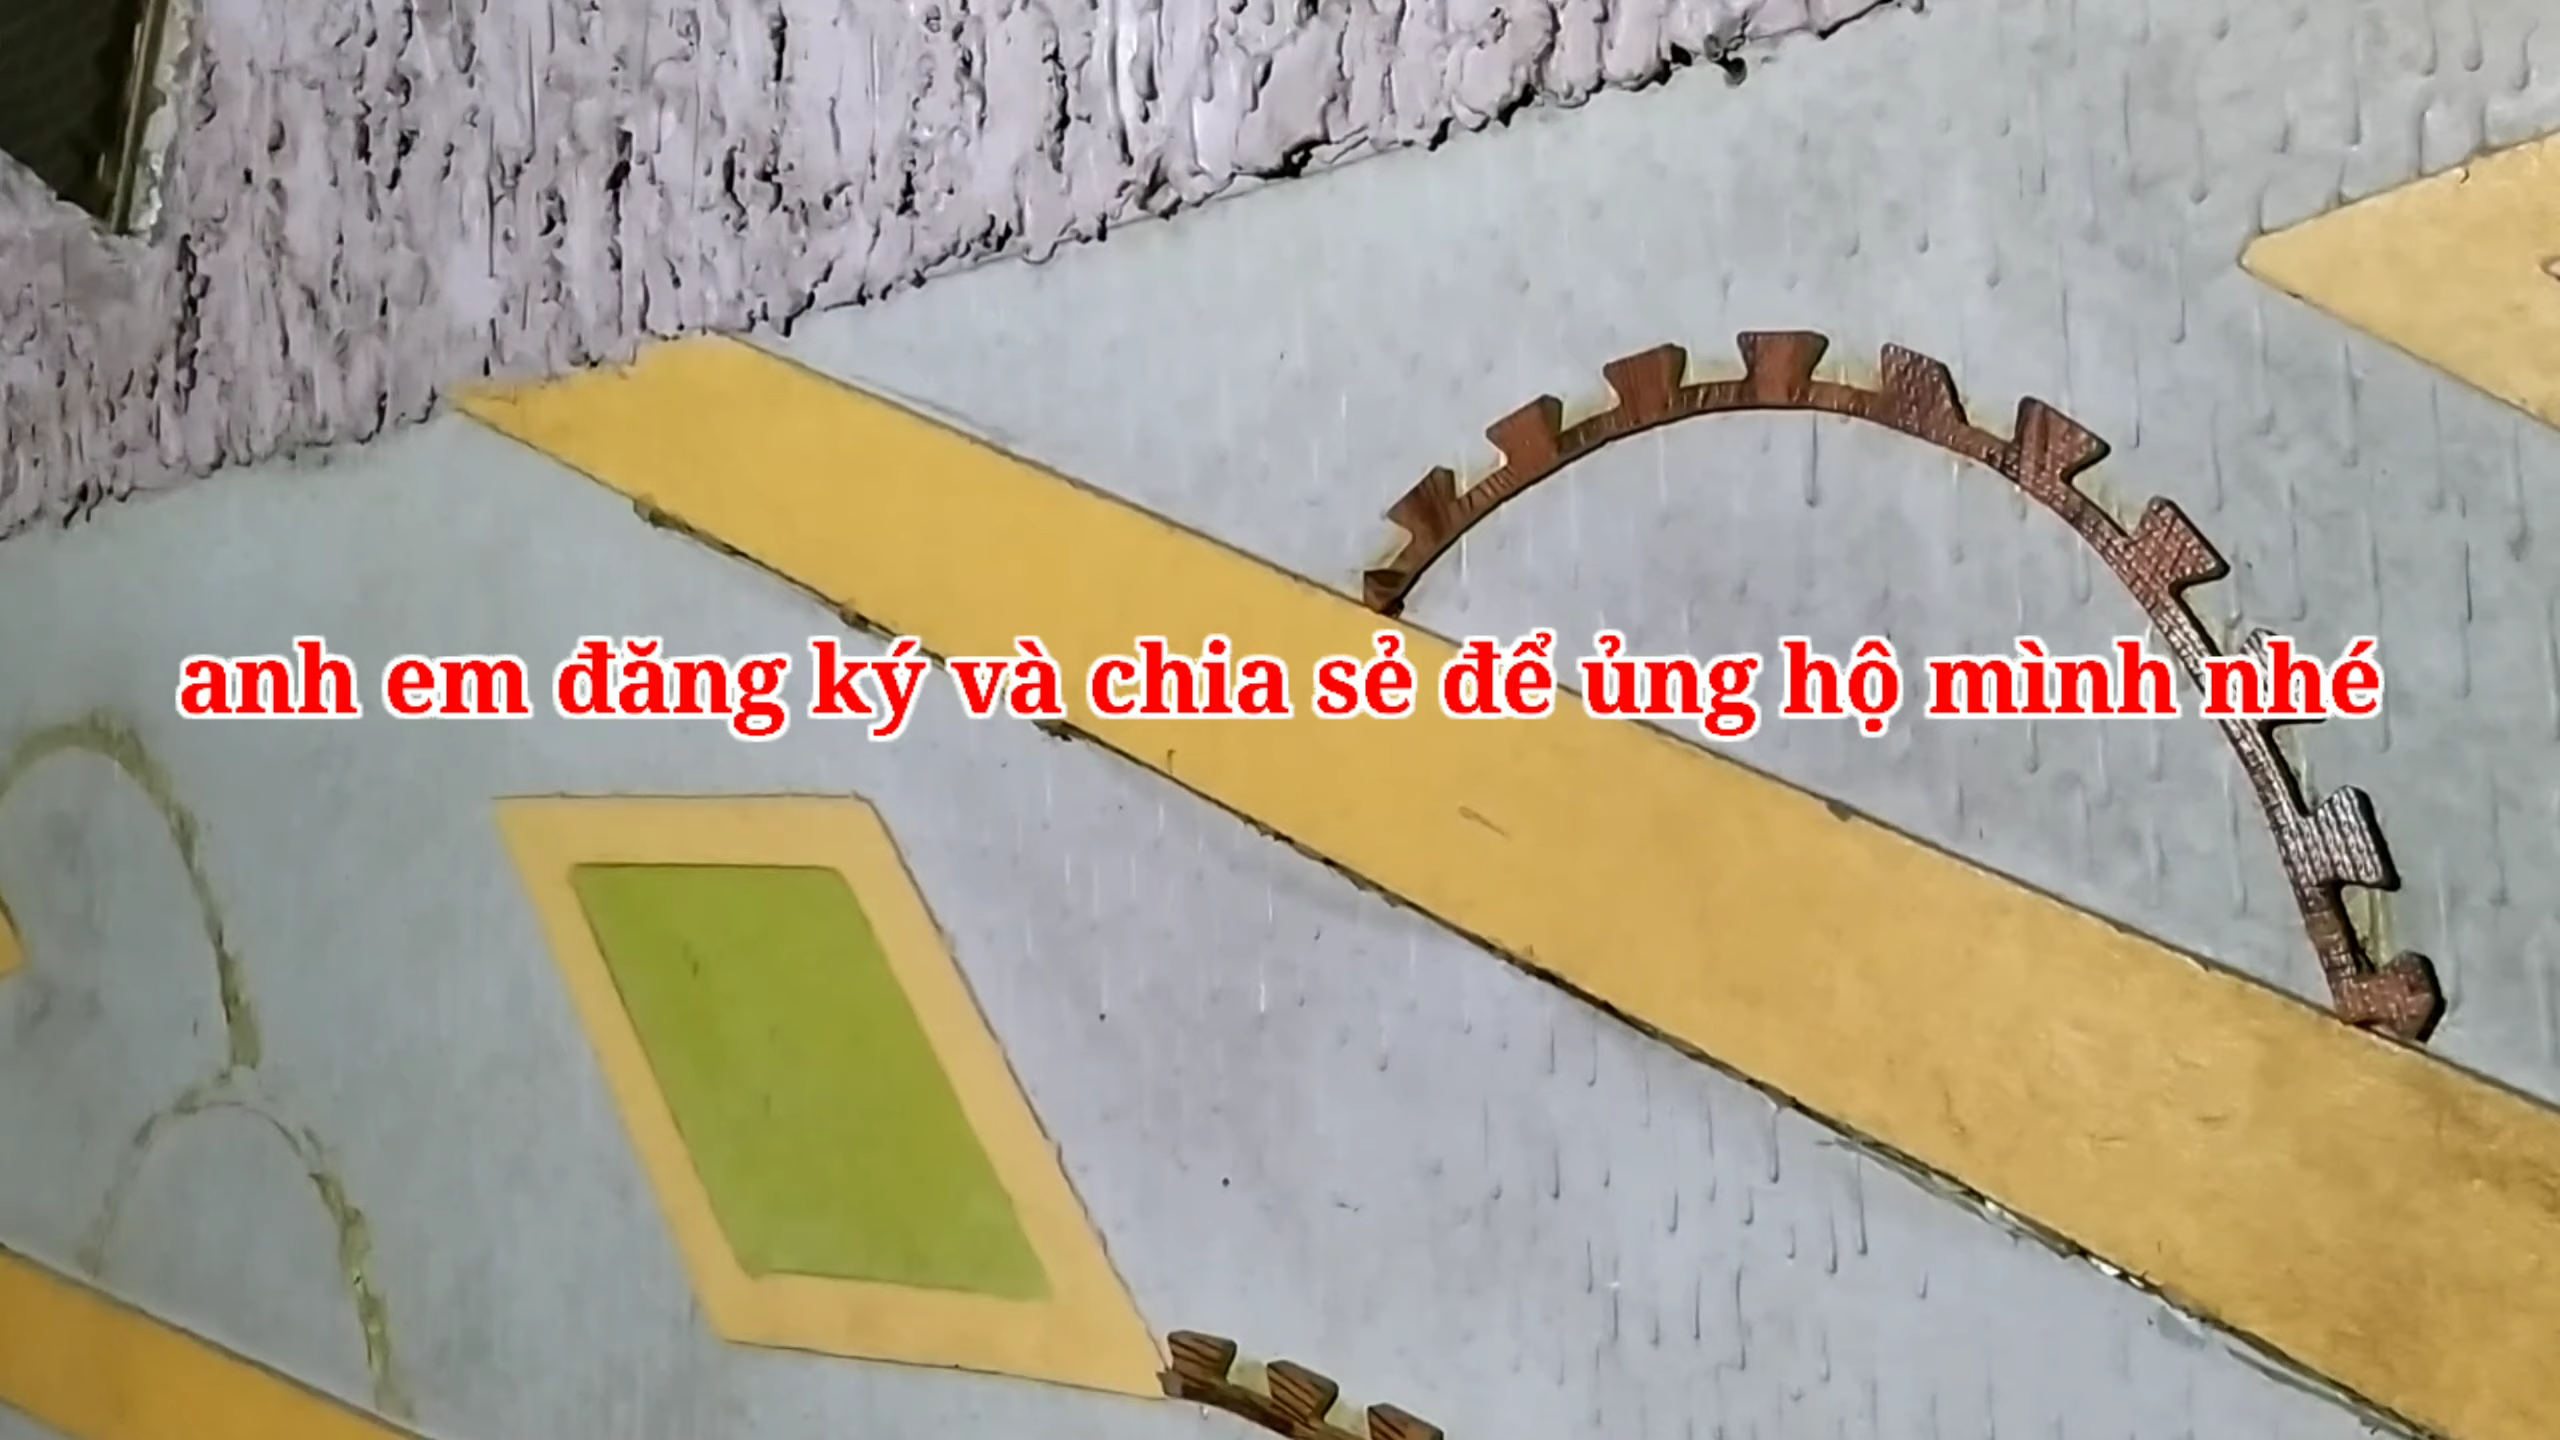 anh em đăng ký và chia sẻ để ủng hộ mình nhé